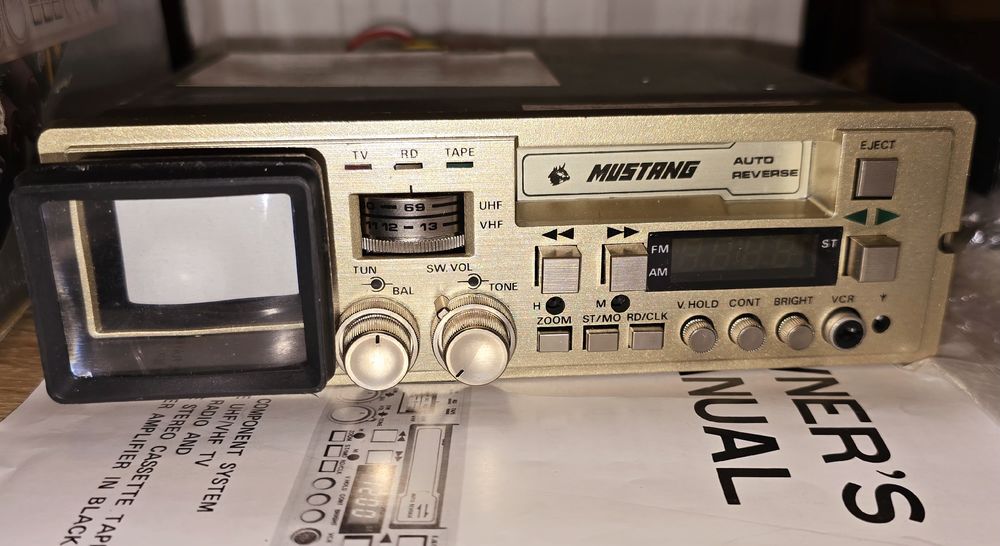 TV RD TAPE
69
UHF
12 - 13
VHF
TUN
BAL
SW.VOL
TONE
MUSTANG
AUTO
REVERSE
EJECT
FM
AM
ST
H
M
ZOOM ST/MO RD/CLK
V.HOLD CONT BRIGHT VCR
OWNER'S
MANUAL
COMPONENT SYSTEM
UHF/VHF TV
RADIO AND
STEREO CASSETTE TAPE
AMPLIFIER IN BLACK